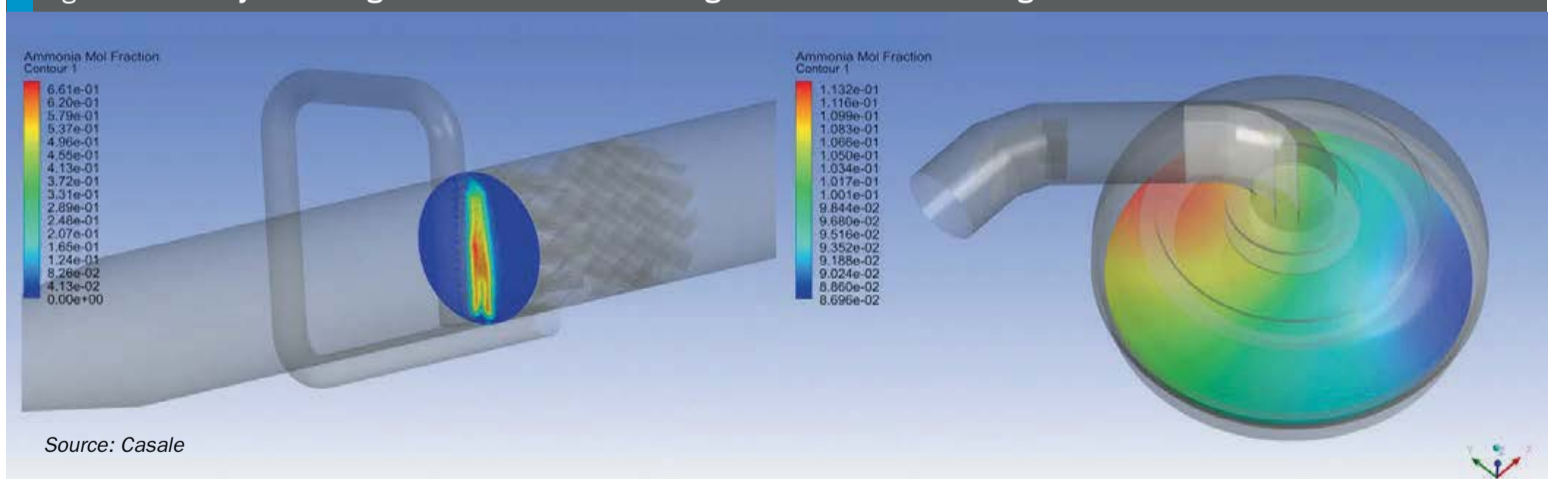 Ammonia Mol Fraction
Contour 1
6.61e-01
6.20e-01
5.79e-01
5.37e-01
4.96e-01
4.55e-01
4.13e-01
3.72e-01
3.31e-01
2.89e-01
2.48e-01
2.07e-01
1.65e-01
1.24e-01
8.26e-02
4.13e-02
0.00e+00
Ammonia Mol Fraction
Contour 1
1.132e-01
1.116e-01
1.099e-01
1.083e-01
1.066e-01
1.050e-01
1.034e-01
1.017e-01
1.001e-01
9.844e-02
9.680e-02
9.516e-02
9.352e-02
9.188e-02
9.024e-02
8.860e-02
8.696e-02
Source: Casale